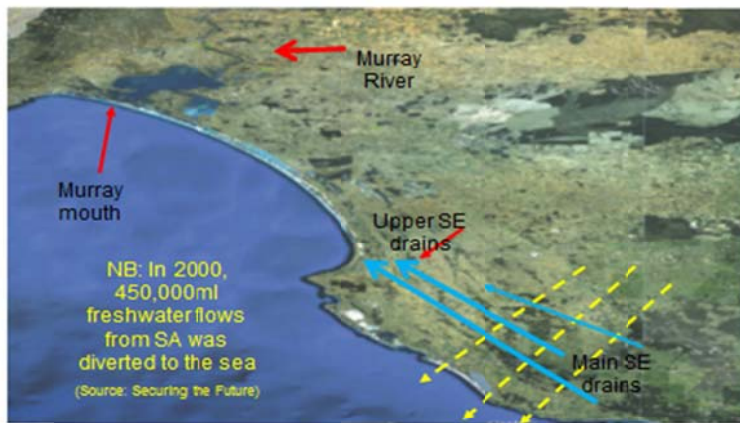 Murray
River
Murray
mouth
Upper SE
drains
NB: In 2000,
450,000ml
freshwater flows
from SA was
diverted to the sea
(Source: Securing the Future)
Main SE
drains